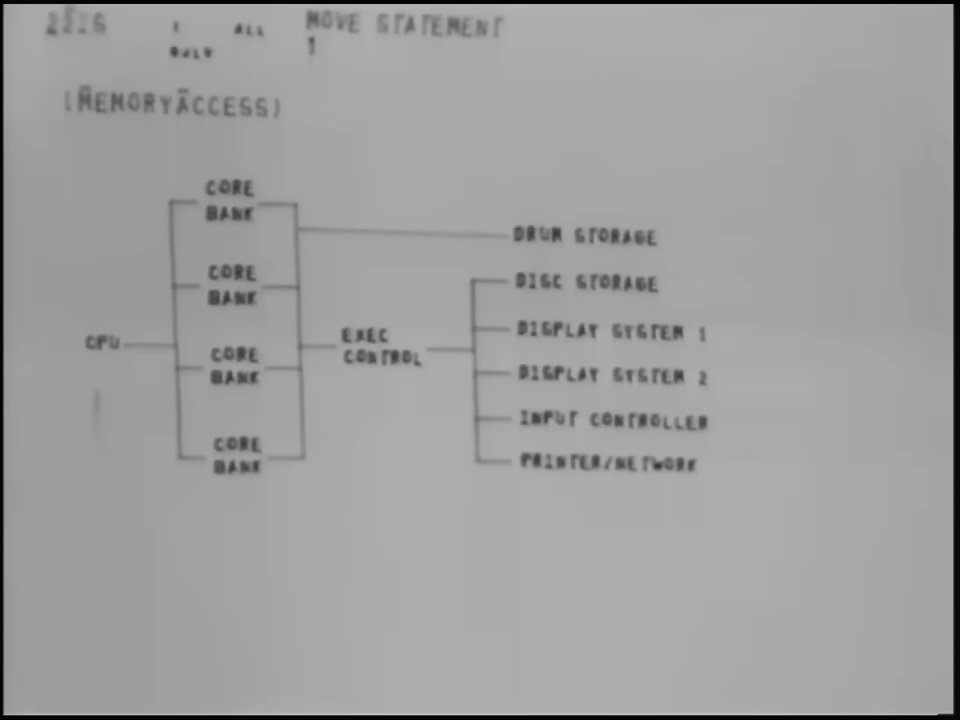 ALL MOVE STATEMENT
(MEMORYACCESS)
CORE
BANK
DRUM STORAGE
CORE
BANK
DISC STORAGE
CPU
EXEC
CONTROL
DISPLAY SYSTEM 1
CORE
BANK
DISPLAY SYSTEM 2
INPUT CONTROLLER
CORE
BANK
PRINTER/NETWORK